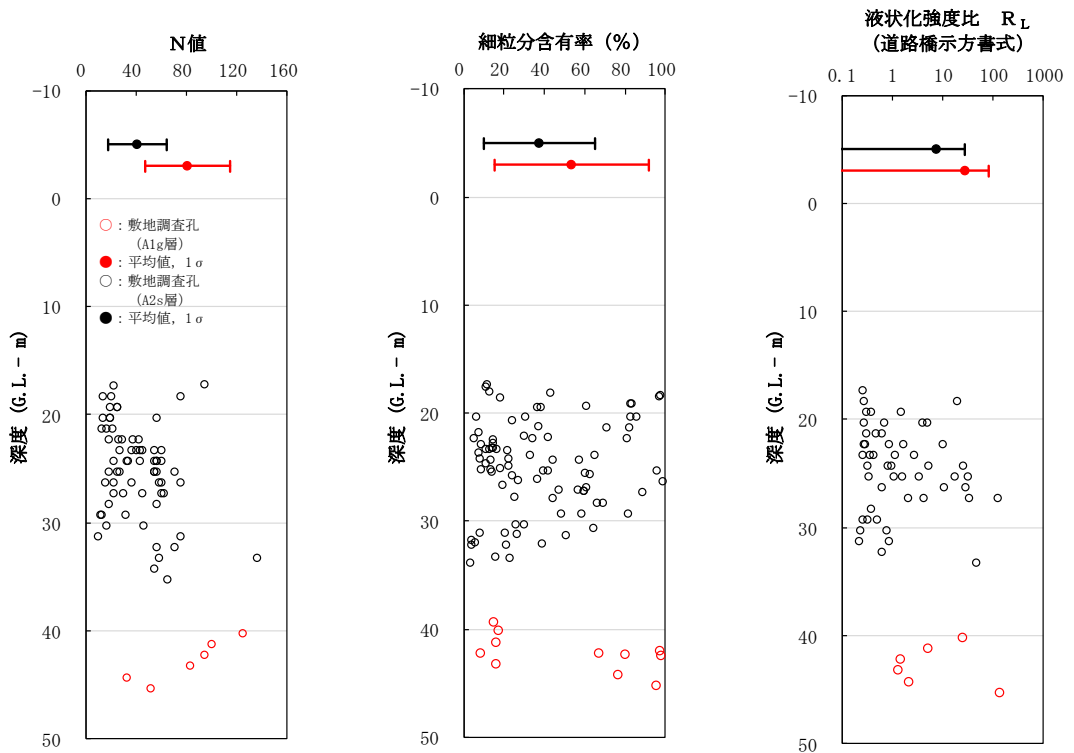 N値
0 40 80 120 160
-10
0
10
20
30
40
50
深度 (G.L.- m)
○：敷地調査孔
(A1g層)
●：平均値，1σ
○：敷地調査孔
(A2s層)
●：平均値，1σ
細粒分含有率 (%)
0 20 40 60 80 100
-10
0
10
20
30
40
50
深度 (G.L.- m)
液状化強度比 RL
(道路橋示方書式)
0.1 1 10 100 1000
-10
0
10
20
30
40
50
深度 (G.L.- m)